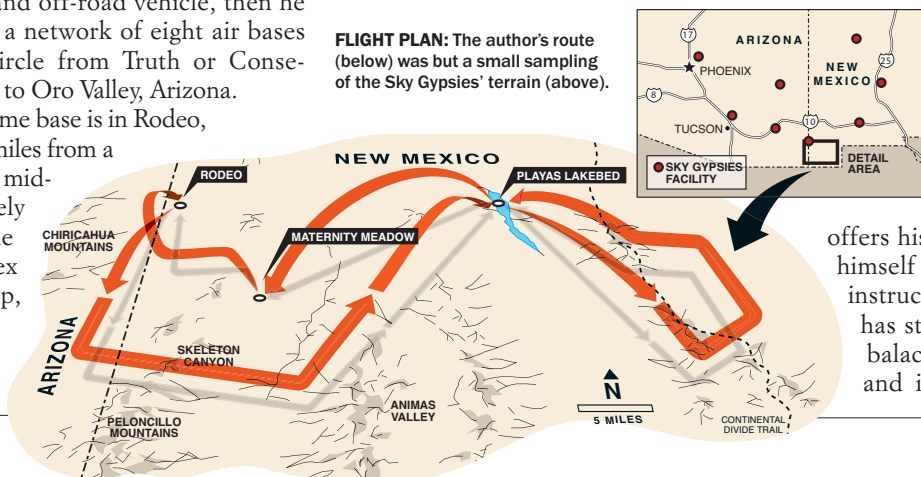 and off-road vehicle, then he
a network of eight air bases
ircle from Truth or Conse-
to Oro Valley, Arizona.
me base is in Rodeo,
miles from a
mid-
ely
e
ex
p,
FLIGHT PLAN: The author's route
(below) was but a small sampling
of the Sky Gypsies' terrain (above).
17
ARIZONA
PHOENIX
NEW
MEXICO
25
8
10
TUCSON
SKY GYPSIES
FACILITY
DETAIL
AREA
NEW MEXICO
RODEO
PLAYAS LAKEBED
CHIRICAHUA
MOUNTAINS
MATERNITY MEADOW
ARIZONA
SKELETON
CANYON
PELONCILLO
MOUNTAINS
ANIMAS
VALLEY
N
5 MILES
CONTINENTAL
DIVIDE TRAIL
offers his
himself
instruc
has st
balac
and i